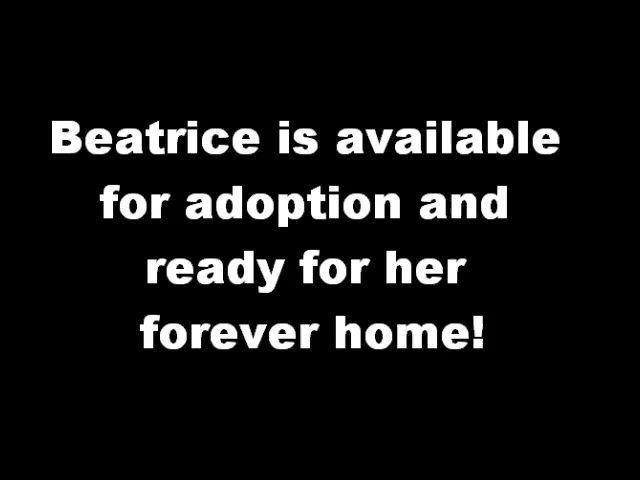 Beatrice is available
for adoption and
ready for her
forever home!